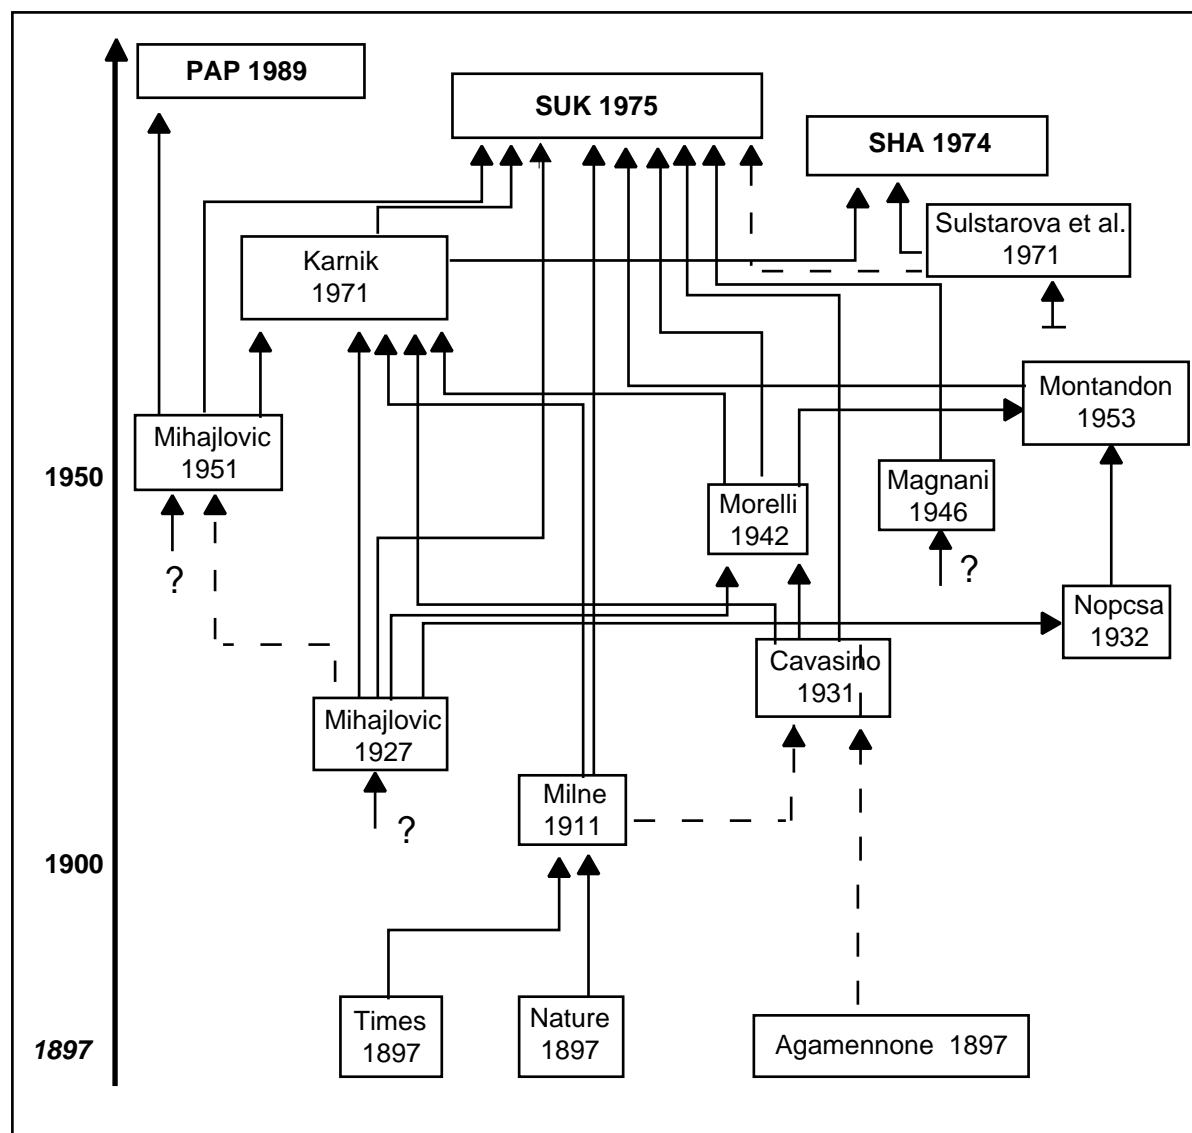 PAP 1989
SUK 1975
SHA 1974
Sulstarova et al.
1971
Karnik
1971
Montandon
1953
Mihajlovic
1951
1950
Morelli
1942
Magnani
1946
?
?
Nopcsa
1932
Cavasino
1931
Mihajlovic
1927
?
Milne
1911
1900
Times
1897
Nature
1897
Agamennone 1897
1897